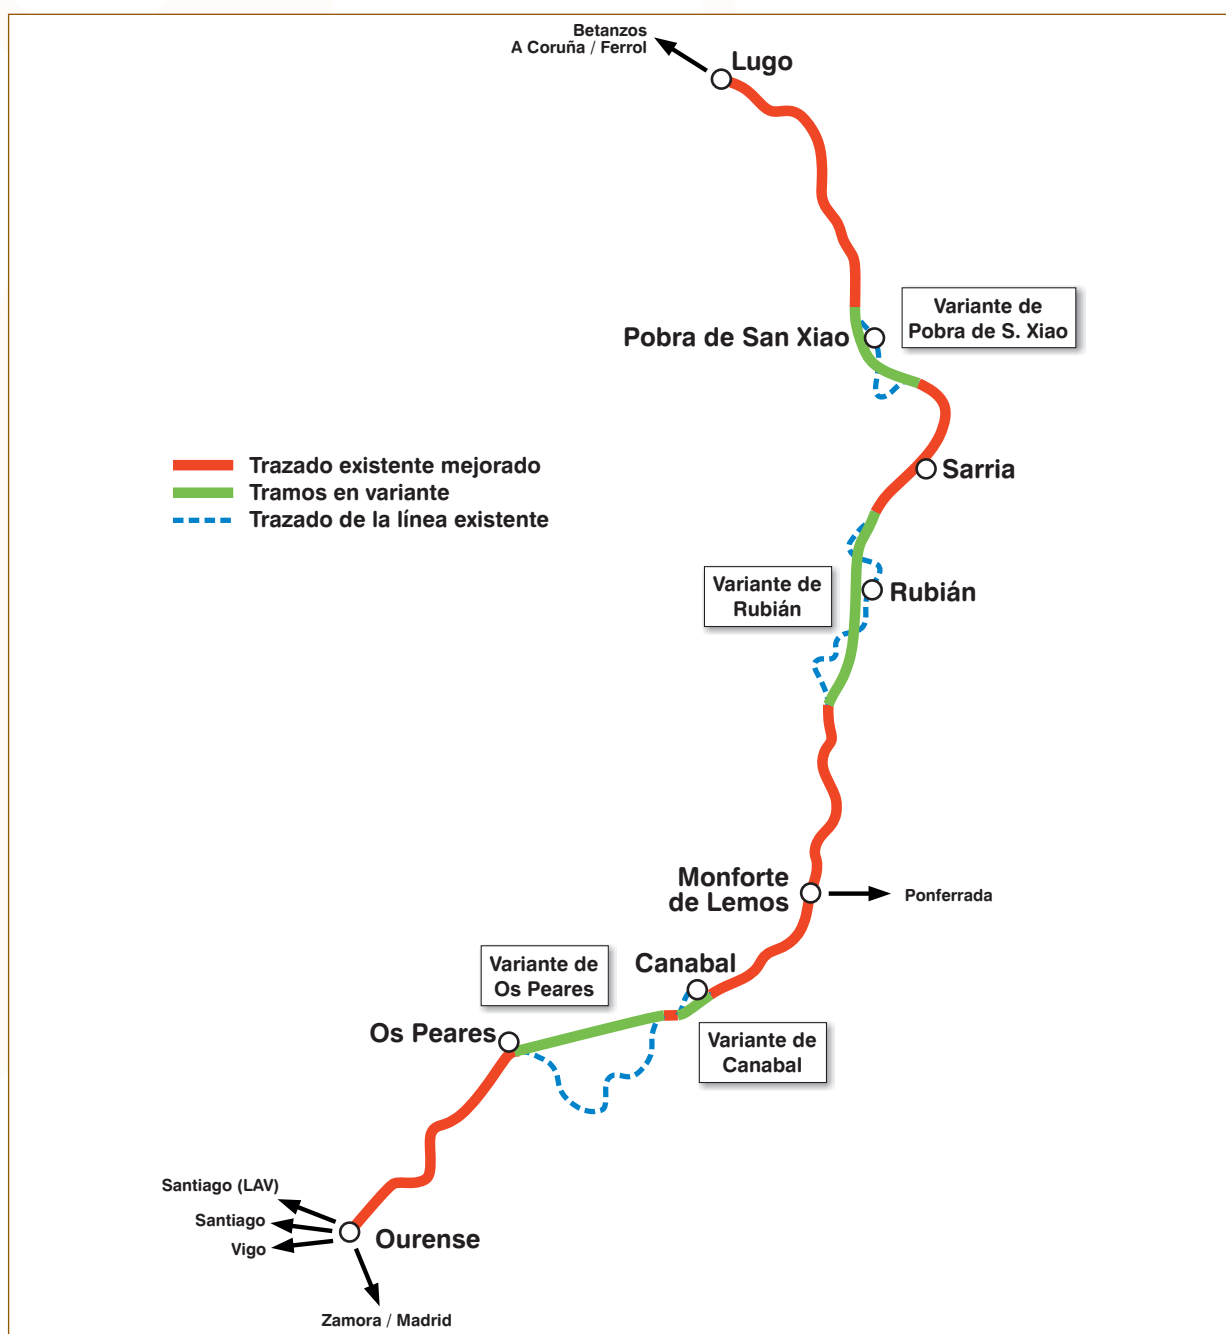 Betanzos
A Coruña / Ferrol
Lugo
Variante de
Pobra de S. Xiao
Pobra de San Xiao
Trazado existente mejorado
Tramos en variante
Trazado de la línea existente
Sarria
Variante de
Rubián
Rubián
Monforte
de Lemos
Ponferrada
Canabal
Variante de
Os Peares
Os Peares
Variante de
Canabal
Santiago (LAV)
Santiago
Vigo
Ourense
Zamora / Madrid